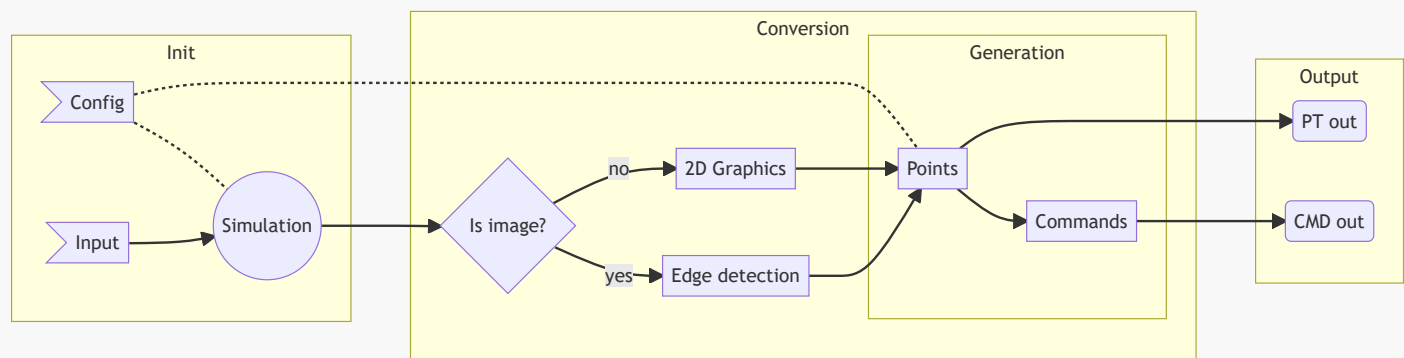 Init
Config
Input
Simulation
Conversion
Is image?
no
yes
2D Graphics
Edge detection
Generation
Points
Commands
Output
PT out
CMD out